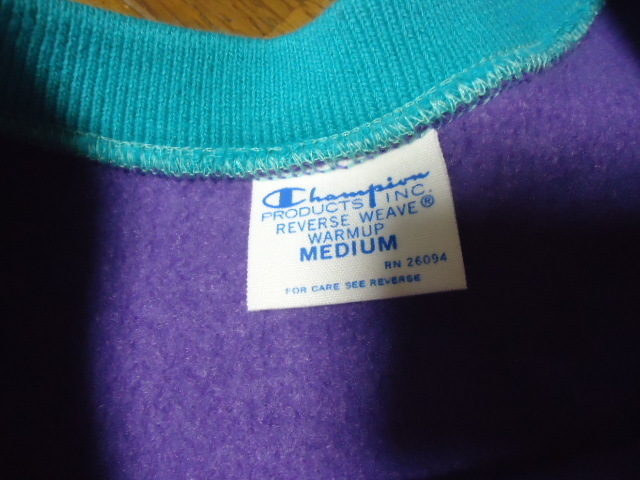 Champion
PRODUCTS INC.
REVERSE WEAVE®
WARMUP
MEDIUM
RN 26094
FOR CARE SEE REVERSE